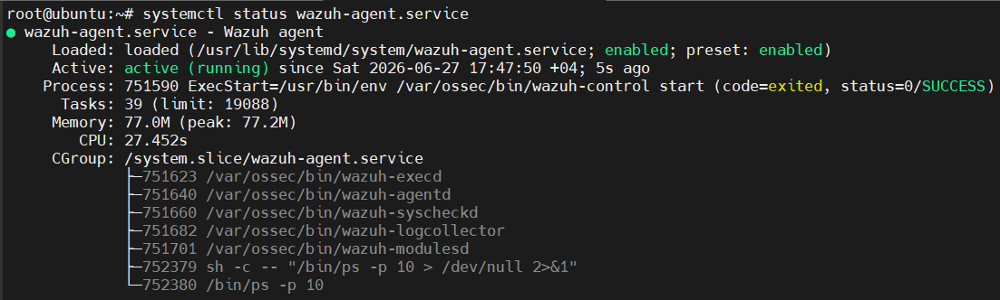 root@ubuntu:~# systemctl status wazuh-agent.service
● wazuh-agent.service - Wazuh agent
     Loaded: loaded (/usr/lib/systemd/system/wazuh-agent.service; enabled; preset: enabled)
     Active: active (running) since Sat 2026-06-27 17:47:50 +04; 5s ago
    Process: 751590 ExecStart=/usr/bin/env /var/ossec/bin/wazuh-control start (code=exited, status=0/SUCCESS)
      Tasks: 39 (limit: 19088)
     Memory: 77.0M (peak: 77.2M)
        CPU: 27.452s
     CGroup: /system.slice/wazuh-agent.service
             ├─751623 /var/ossec/bin/wazuh-execd
             ├─751640 /var/ossec/bin/wazuh-agentd
             ├─751660 /var/ossec/bin/wazuh-syscheckd
             ├─751682 /var/ossec/bin/wazuh-logcollector
             ├─751701 /var/ossec/bin/wazuh-modulesd
             ├─752379 sh -c -- "/bin/ps -p 10 > /dev/null 2>&1"
             └─752380 /bin/ps -p 10